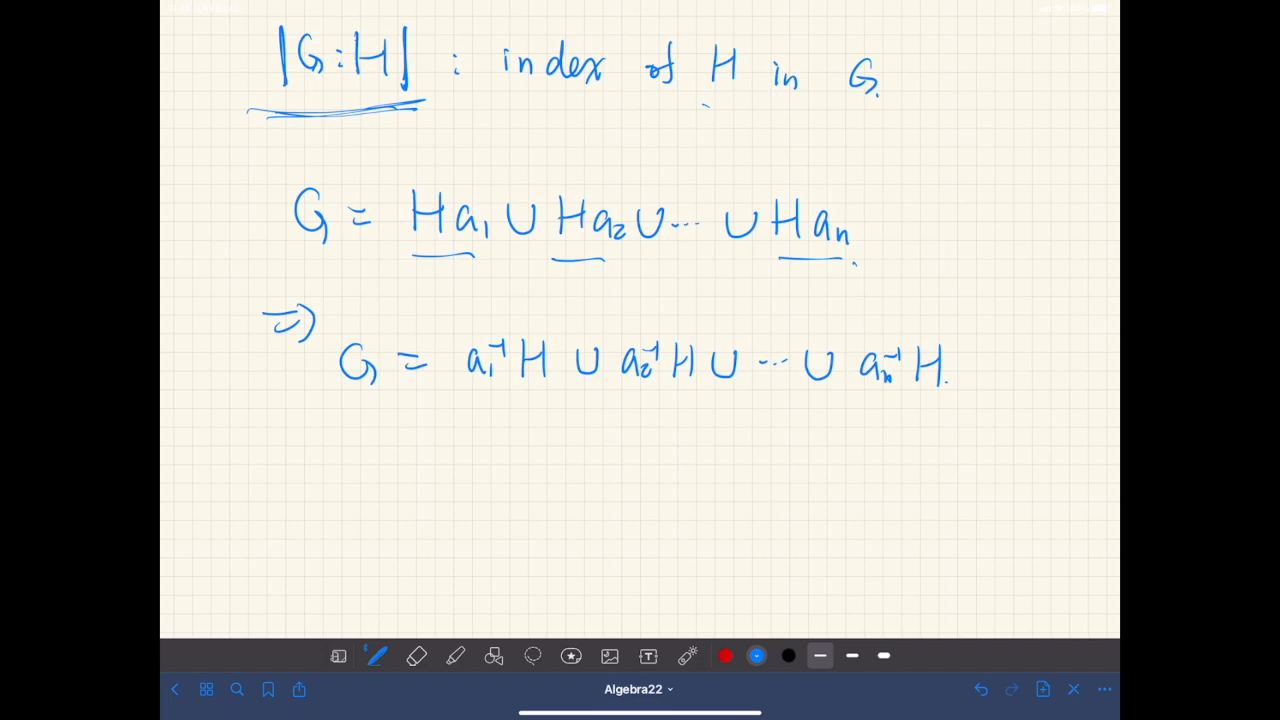 |G:H| : index of H in G.
G = Ha₁ ∪ Ha₂ ∪ ··· ∪ Haₙ.
⇒ G = a₁⁻¹H ∪ a₂⁻¹H ∪ ··· ∪ aₙ⁻¹H.
Algebra22